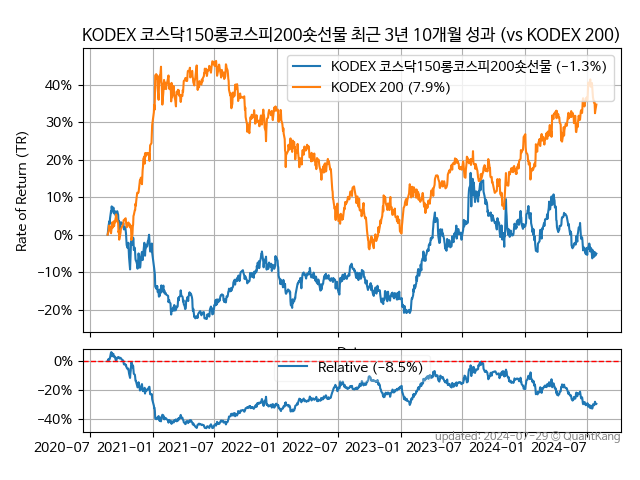 KODEX 코스닥150롱코스피200숏선물 최근 3년 10개월 성과 (vs KODEX 200)
KODEX 코스닥150롱코스피200숏선물 (−1.3%)
KODEX 200 (7.9%)
Rate of Return (TR)
40%
30%
20%
10%
0%
−10%
−20%
Relative (−8.5%)
0%
−20%
−40%
updated: 2024-07-29 © QuantKang
2020-07 2021-01 2021-07 2022-01 2022-07 2023-01 2023-07 2024-01 2024-07